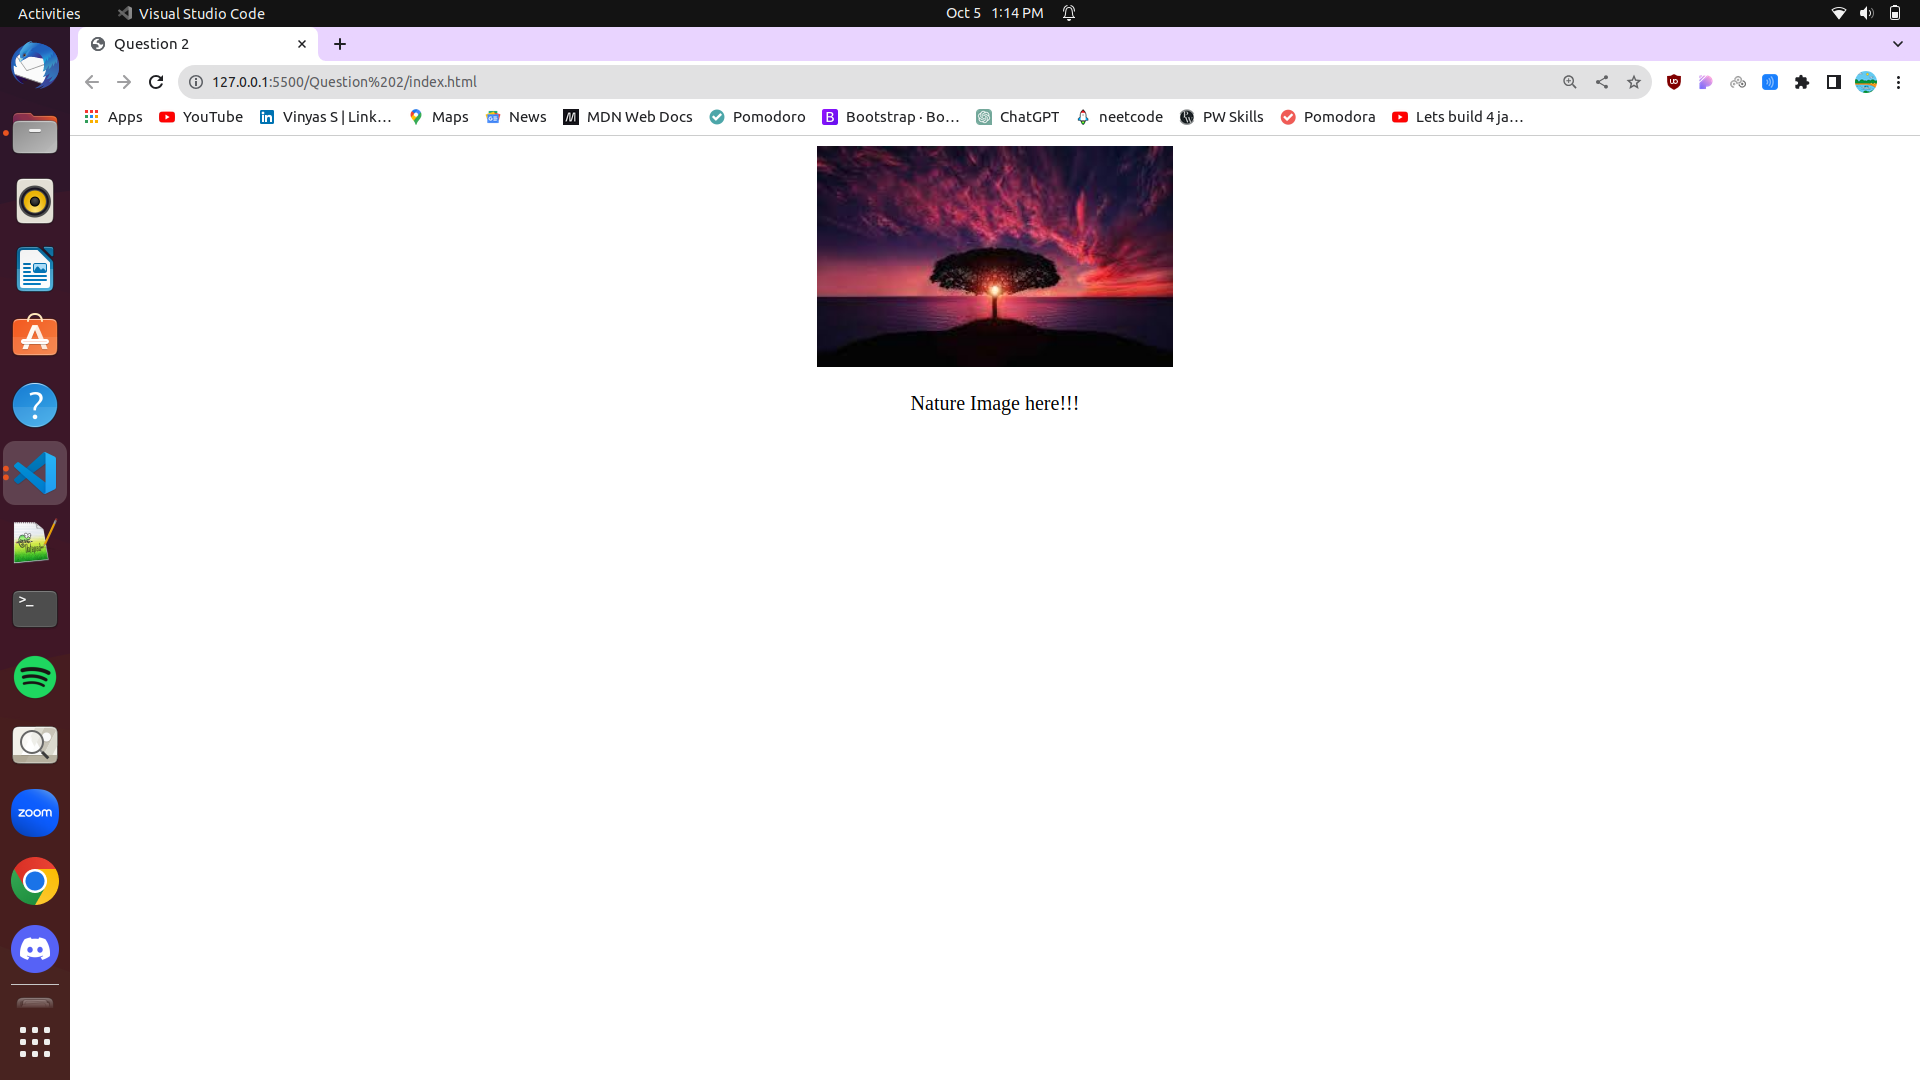 Activities Visual Studio Code Oct 5 1:14 PM
Question 2
127.0.0.1:5500/Question%202/index.html
Apps YouTube Vinyas S | Link… Maps News MDN Web Docs Pomodoro Bootstrap · Bo… ChatGPT neetcode PW Skills Pomodora Lets build 4 ja…
Nature Image here!!!
zoom